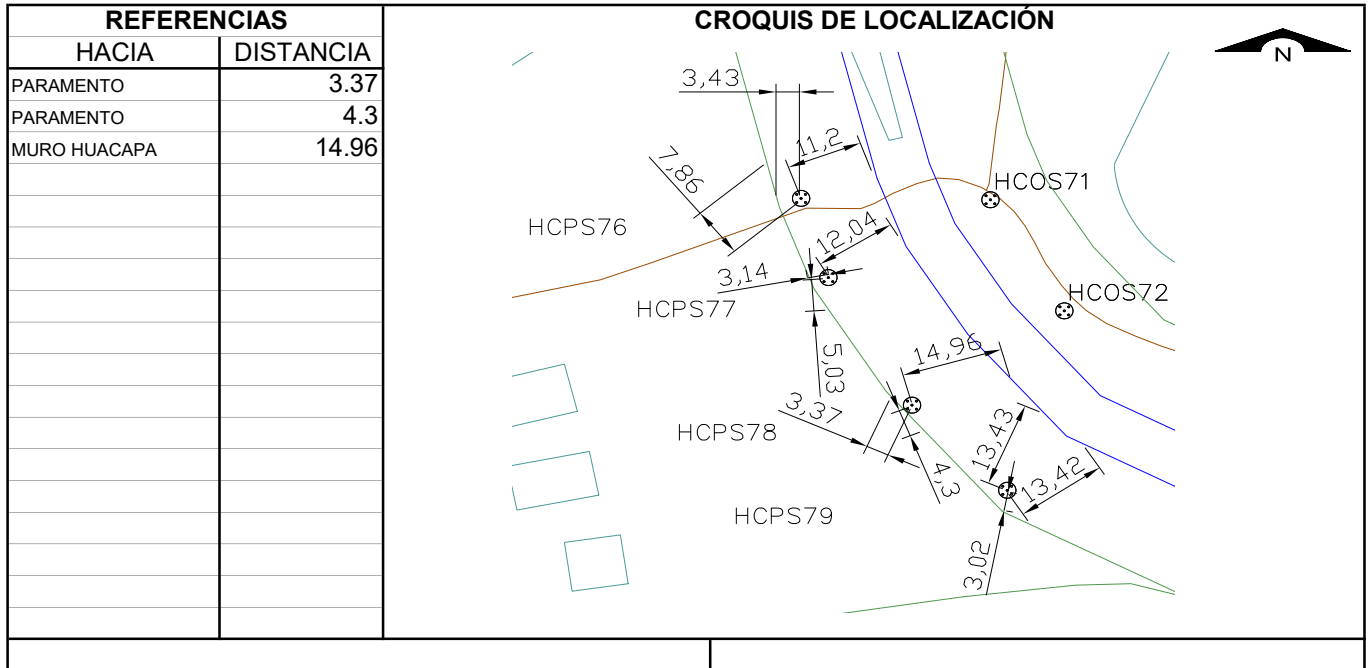 REFERENCIAS
HACIA DISTANCIA
PARAMENTO 3.37
PARAMENTO 4.3
MURO HUACAPA 14.96
CROQUIS DE LOCALIZACIÓN
N
3,43
11,2
7,86
HCOS71
HCPS76
12,04
3,14
HCPS77
HCOS72
5,03
14,96
3,37
HCPS78
4,3
13,43
13,42
HCPS79
3,02